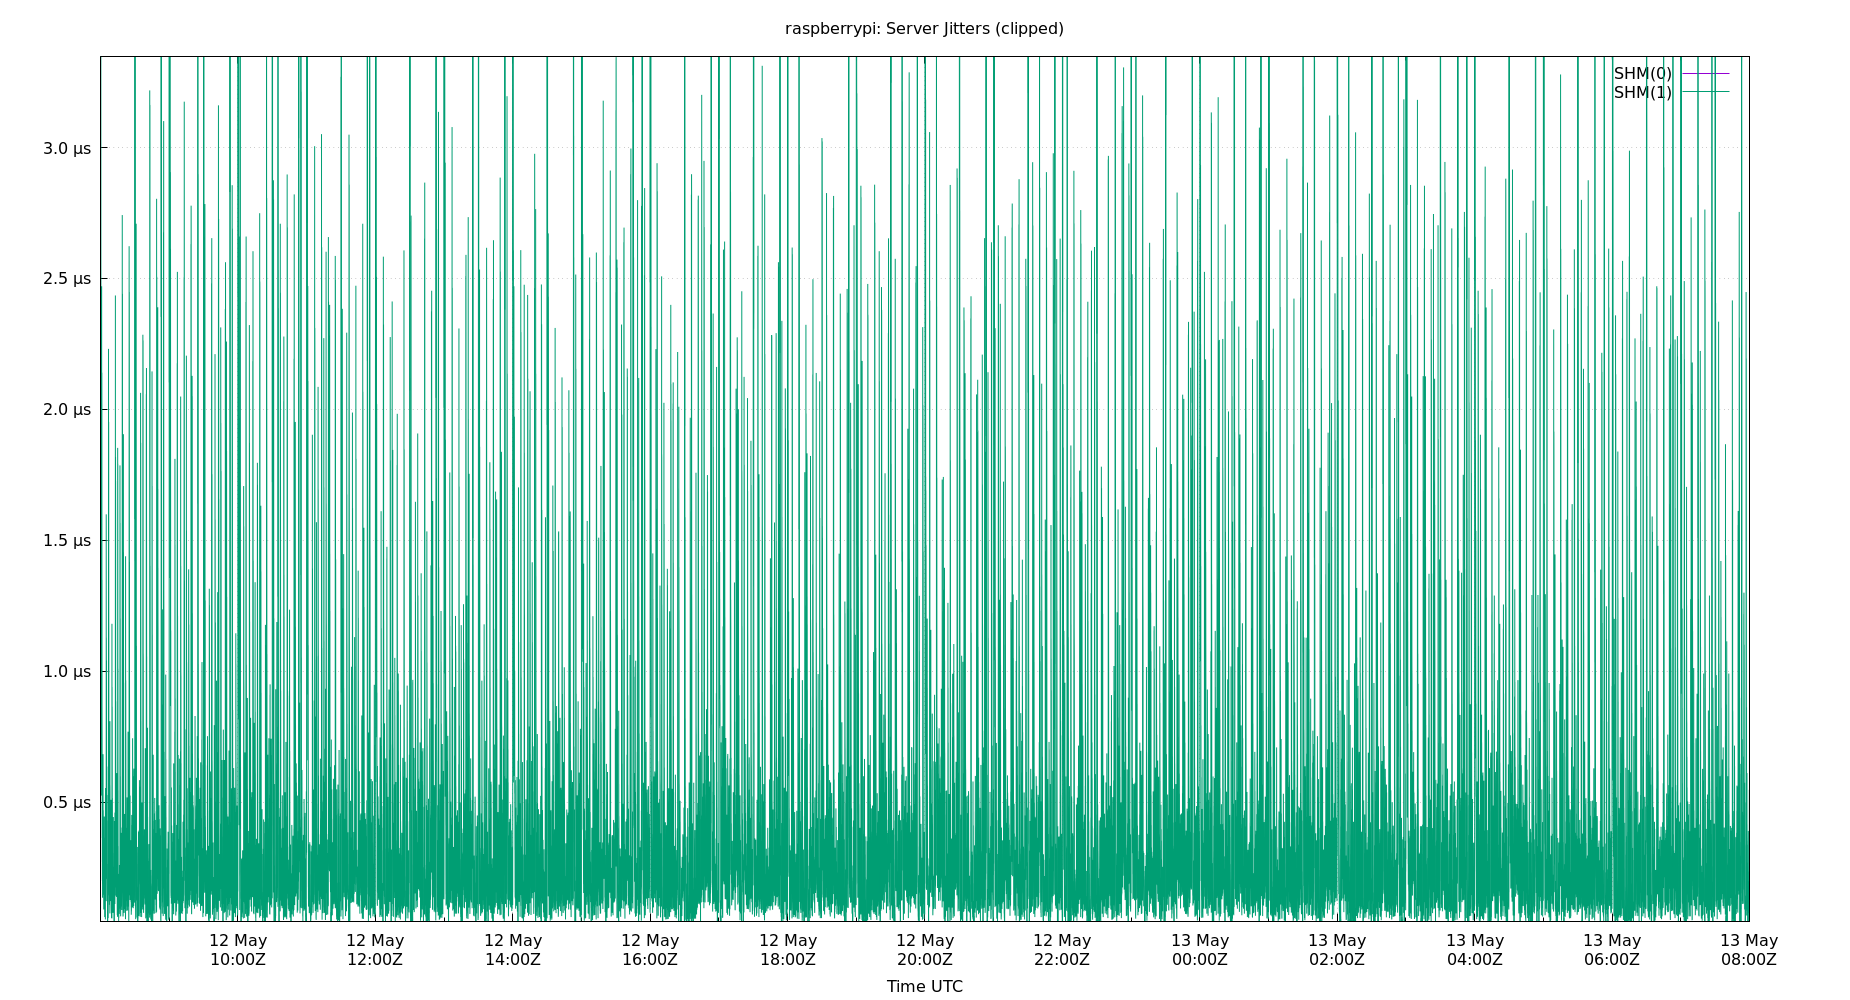 raspberrypi: Server Jitters (clipped)
SHM(0)
SHM(1)
3.0 µs
2.5 µs
2.0 µs
1.5 µs
1.0 µs
0.5 µs
12 May 12 May 12 May 12 May 12 May 12 May 12 May 13 May 13 May 13 May 13 May 13 May
10:00Z 12:00Z 14:00Z 16:00Z 18:00Z 20:00Z 22:00Z 00:00Z 02:00Z 04:00Z 06:00Z 08:00Z
Time UTC